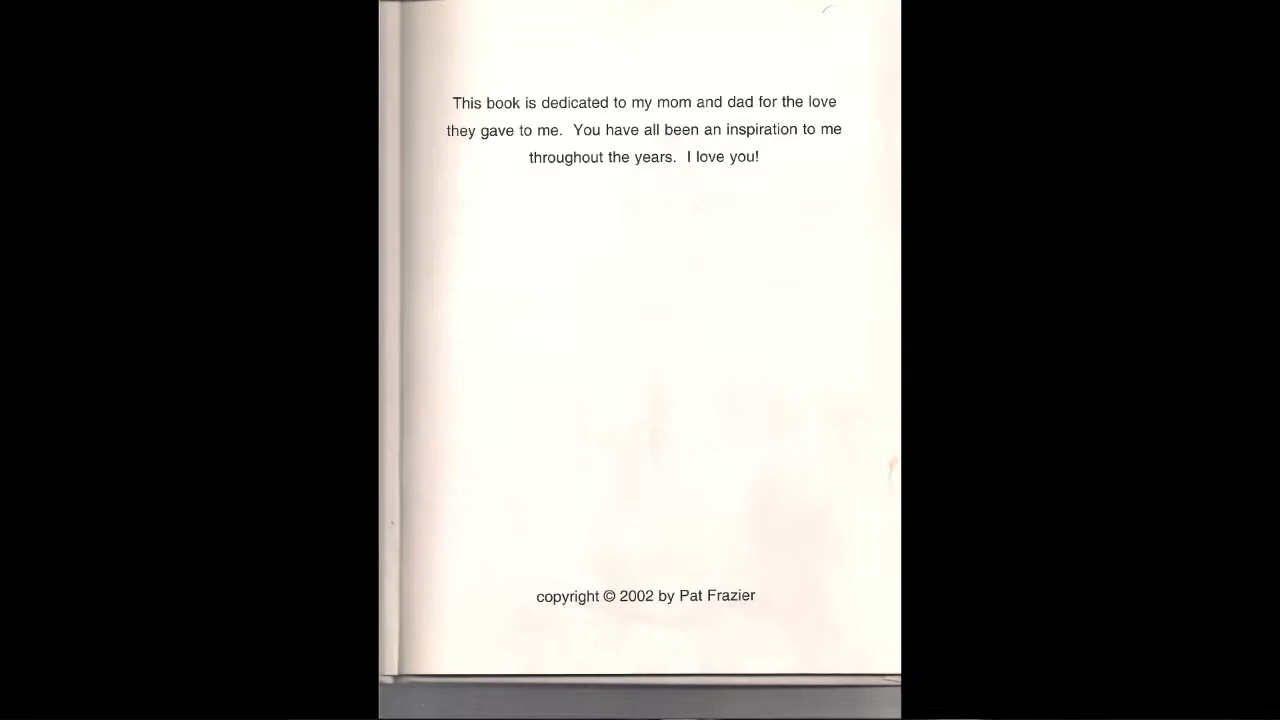 This book is dedicated to my mom and dad for the love
they gave to me.  You have all been an inspiration to me
throughout the years.  I love you!
copyright © 2002 by Pat Frazier